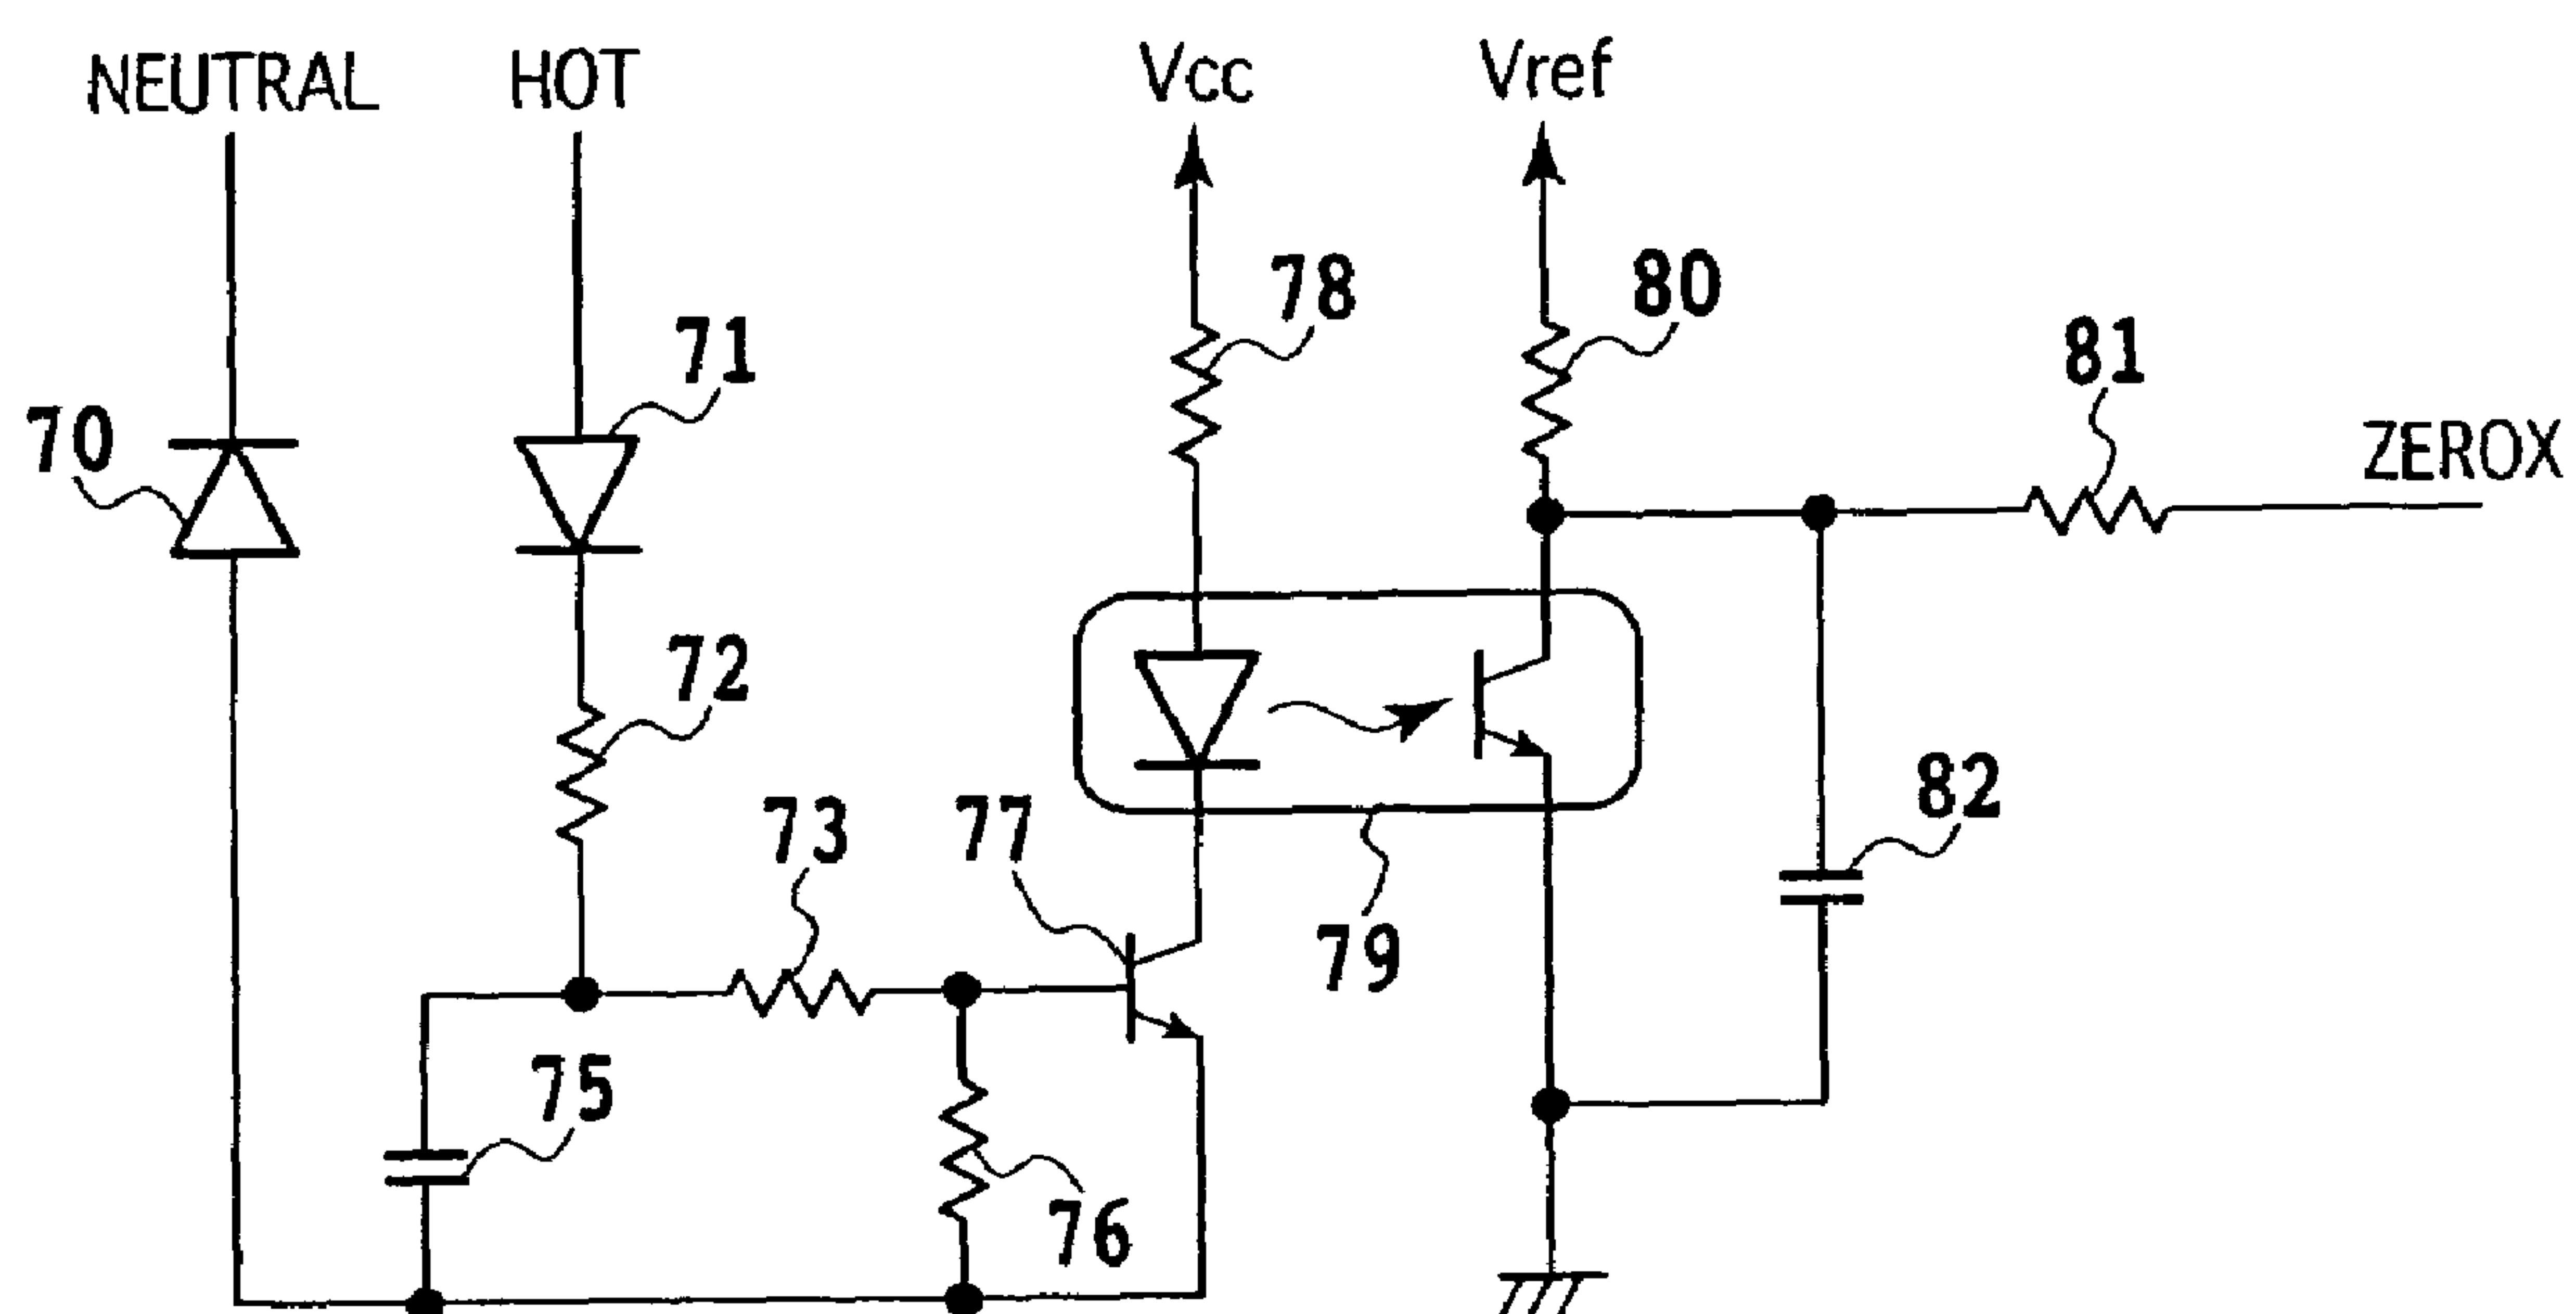 NEUTRAL HOT Vcc Vref
78 80
71 81
70 ZEROX
72
73 77 82
79
75
76